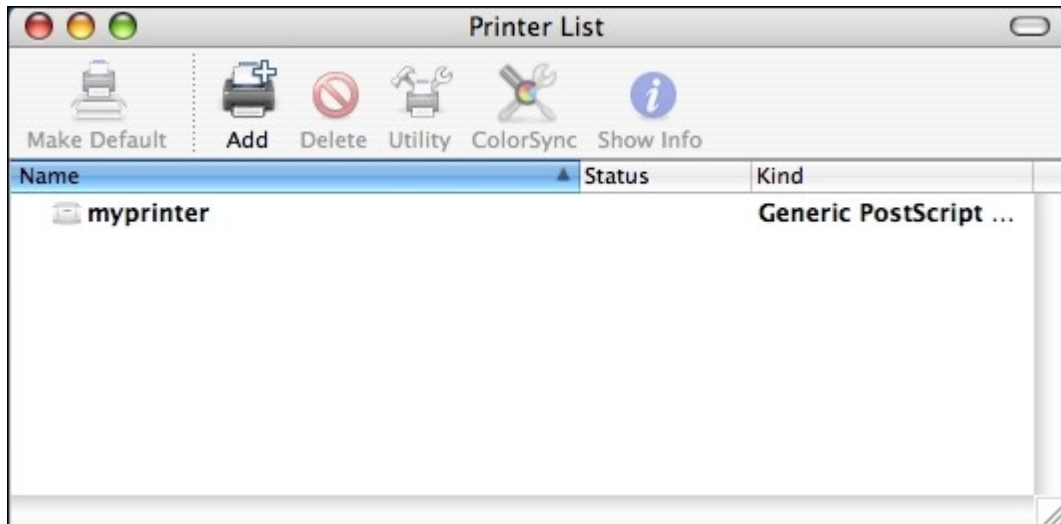 Printer List
Make Default Add Delete Utility ColorSync Show Info
Name Status Kind
myprinter Generic PostScript ...